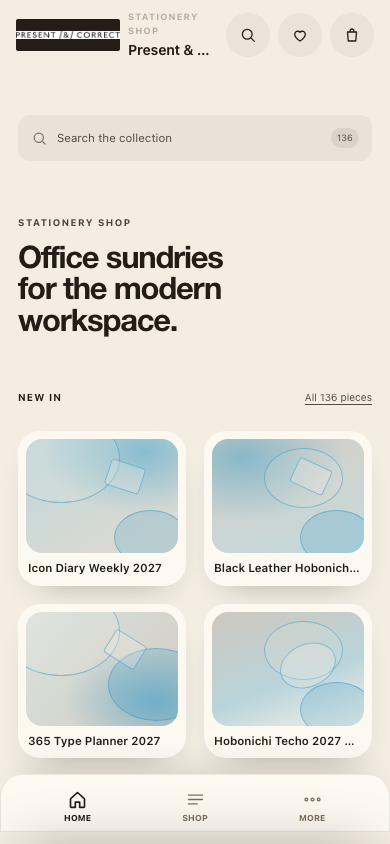 PRESENT /&/ CORRECT
STATIONERY
SHOP
Present & ...
Search the collection
136
STATIONERY SHOP
Office sundries
for the modern
workspace.
NEW IN
All 136 pieces
Icon Diary Weekly 2027
Black Leather Hobonich...
365 Type Planner 2027
Hobonichi Techo 2027 ...
HOME
SHOP
MORE